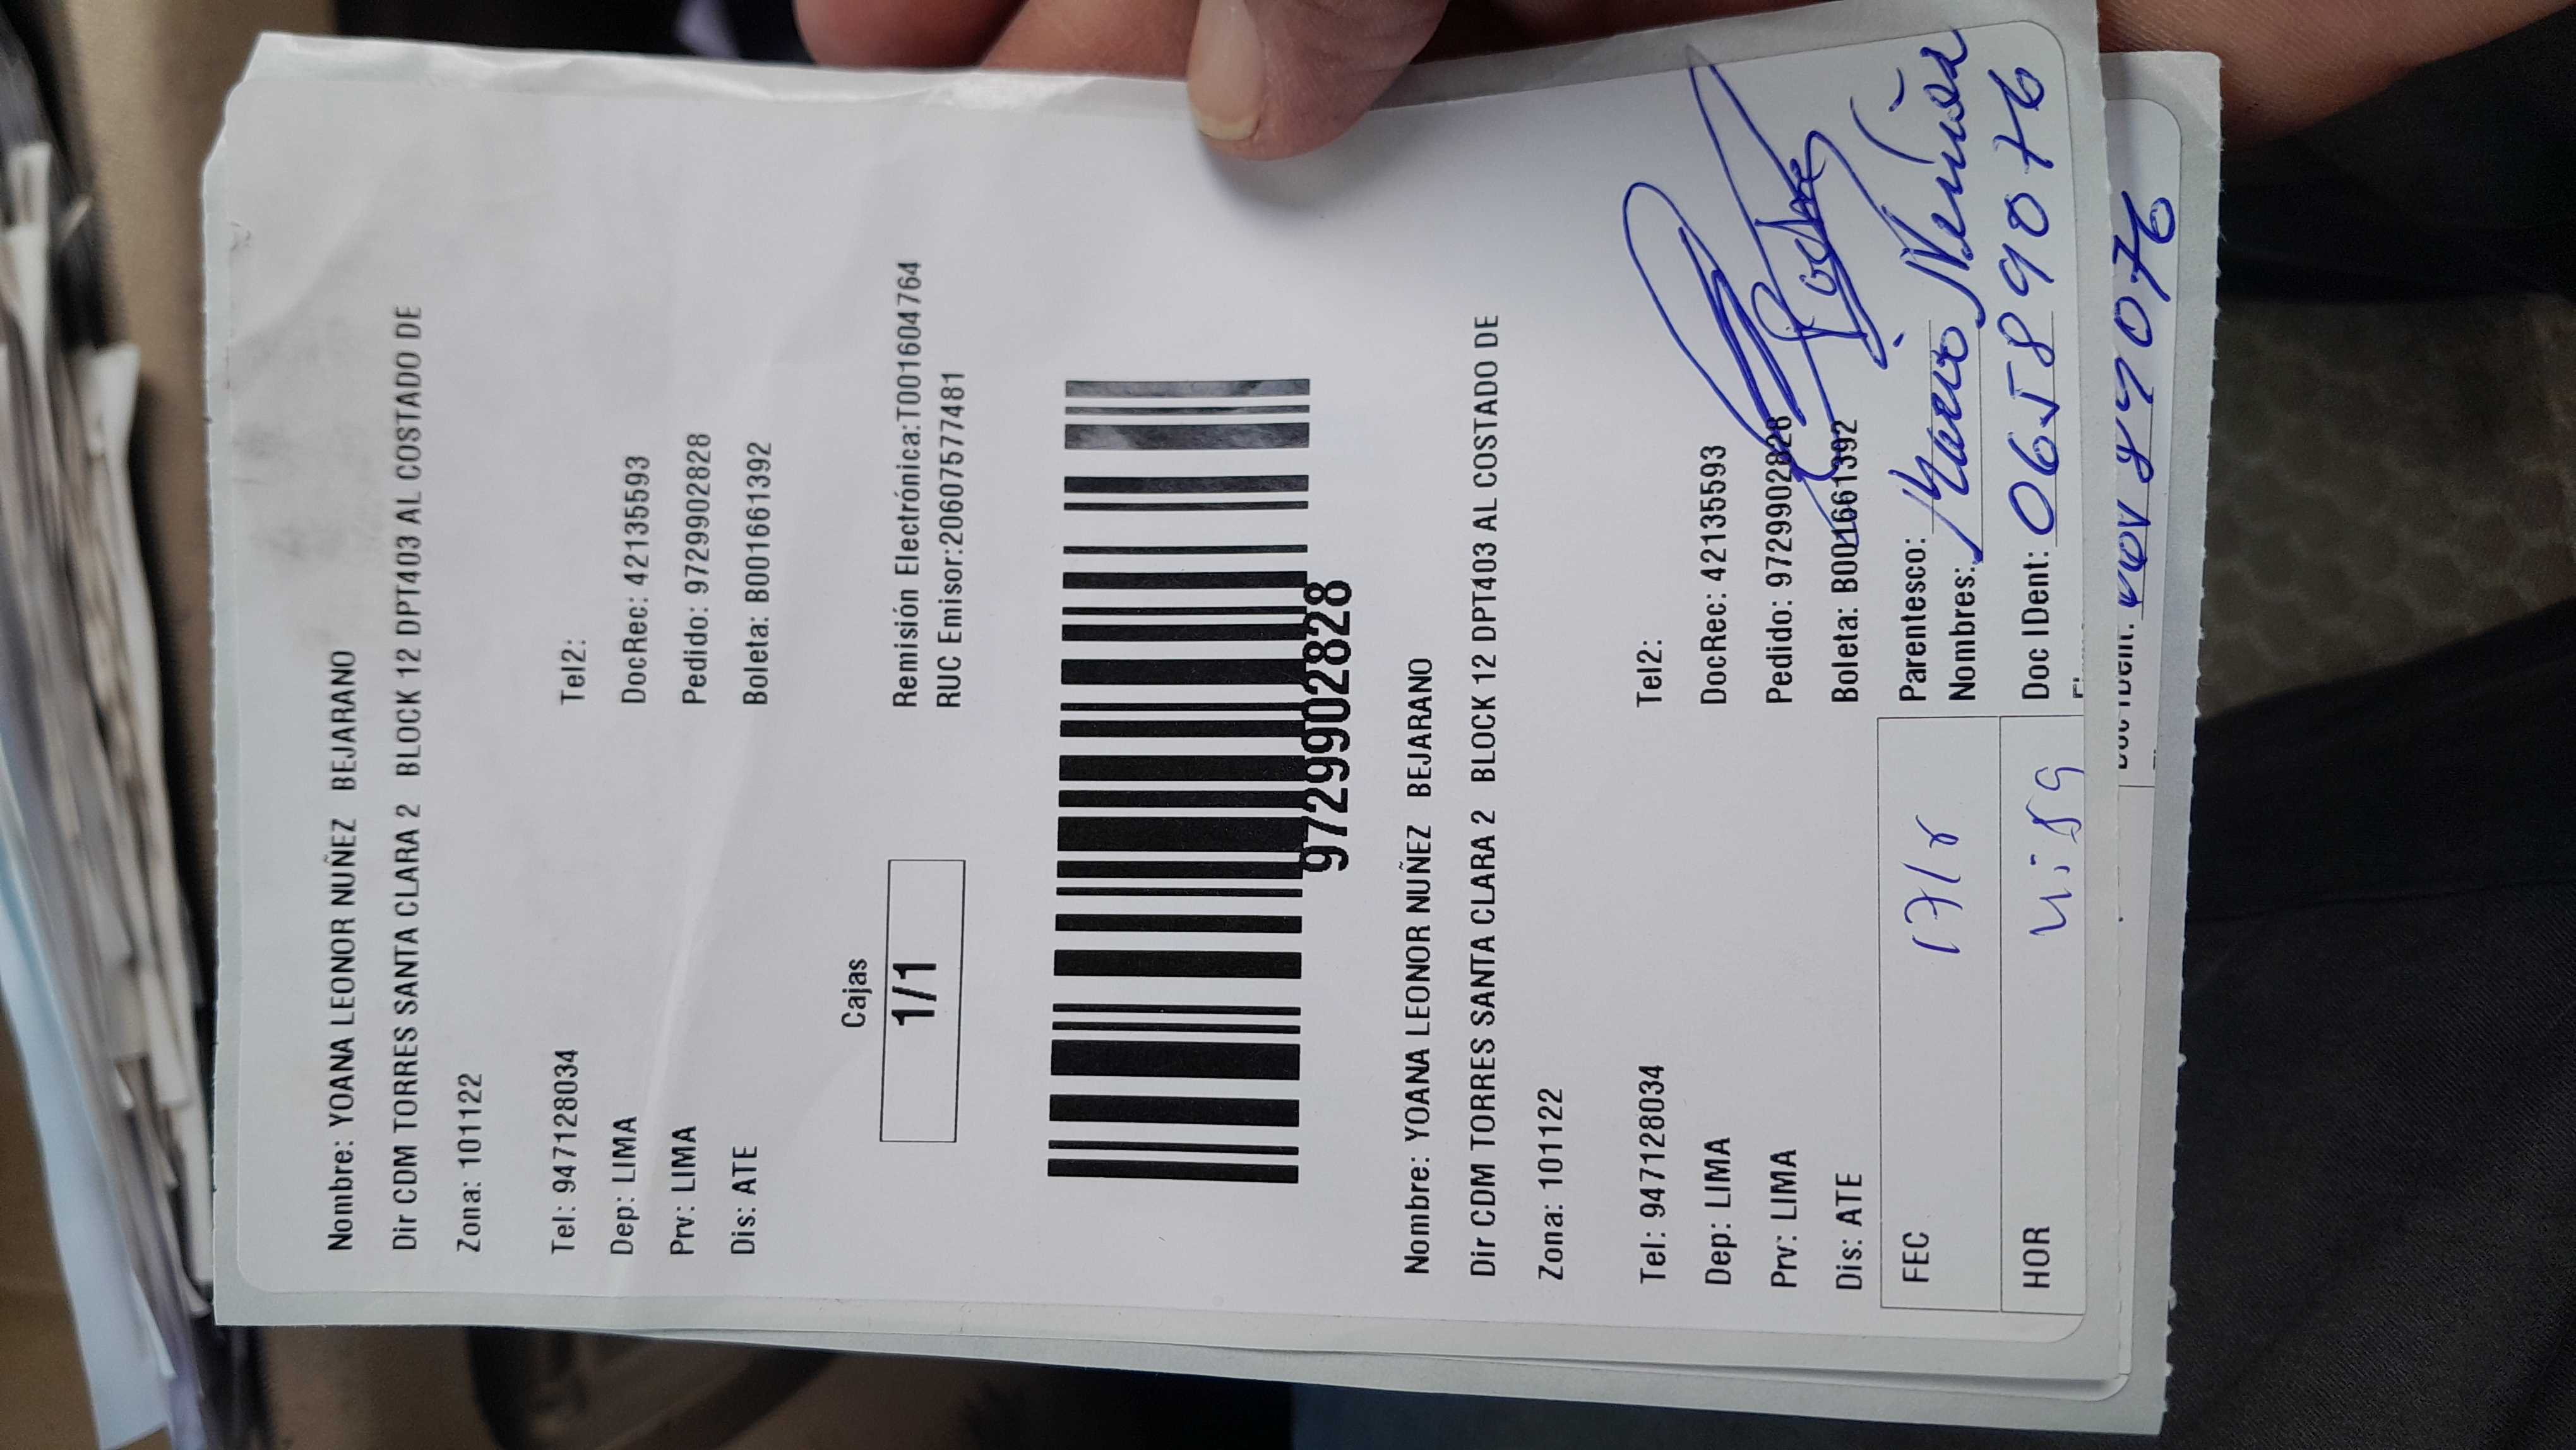 Nombre: YOANA LEONOR NUÑEZ BEJARANO
Dir CDM TORRES SANTA CLARA 2 BLOCK 12 DPT403 AL COSTADO DE
Zona: 101122
Tel: 947128034 Tel2:
Dep: LIMA DocRec: 42135593
Prv: LIMA Pedido: 9729902828
Dis: ATE Boleta: B001661392
Cajas
1/1
Remisión Electrónica:T001604764
RUC Emisor:20607577481
9729902828
Nombre: YOANA LEONOR NUÑEZ BEJARANO
Dir CDM TORRES SANTA CLARA 2 BLOCK 12 DPT403 AL COSTADO DE
Zona: 101122
Tel: 947128034 Tel2:
Dep: LIMA DocRec: 42135593
Prv: LIMA Pedido: 9729902828
Dis: ATE Boleta: B001661392
FEC Parentesco:
Nombres:
HOR Doc IDent: 06589076